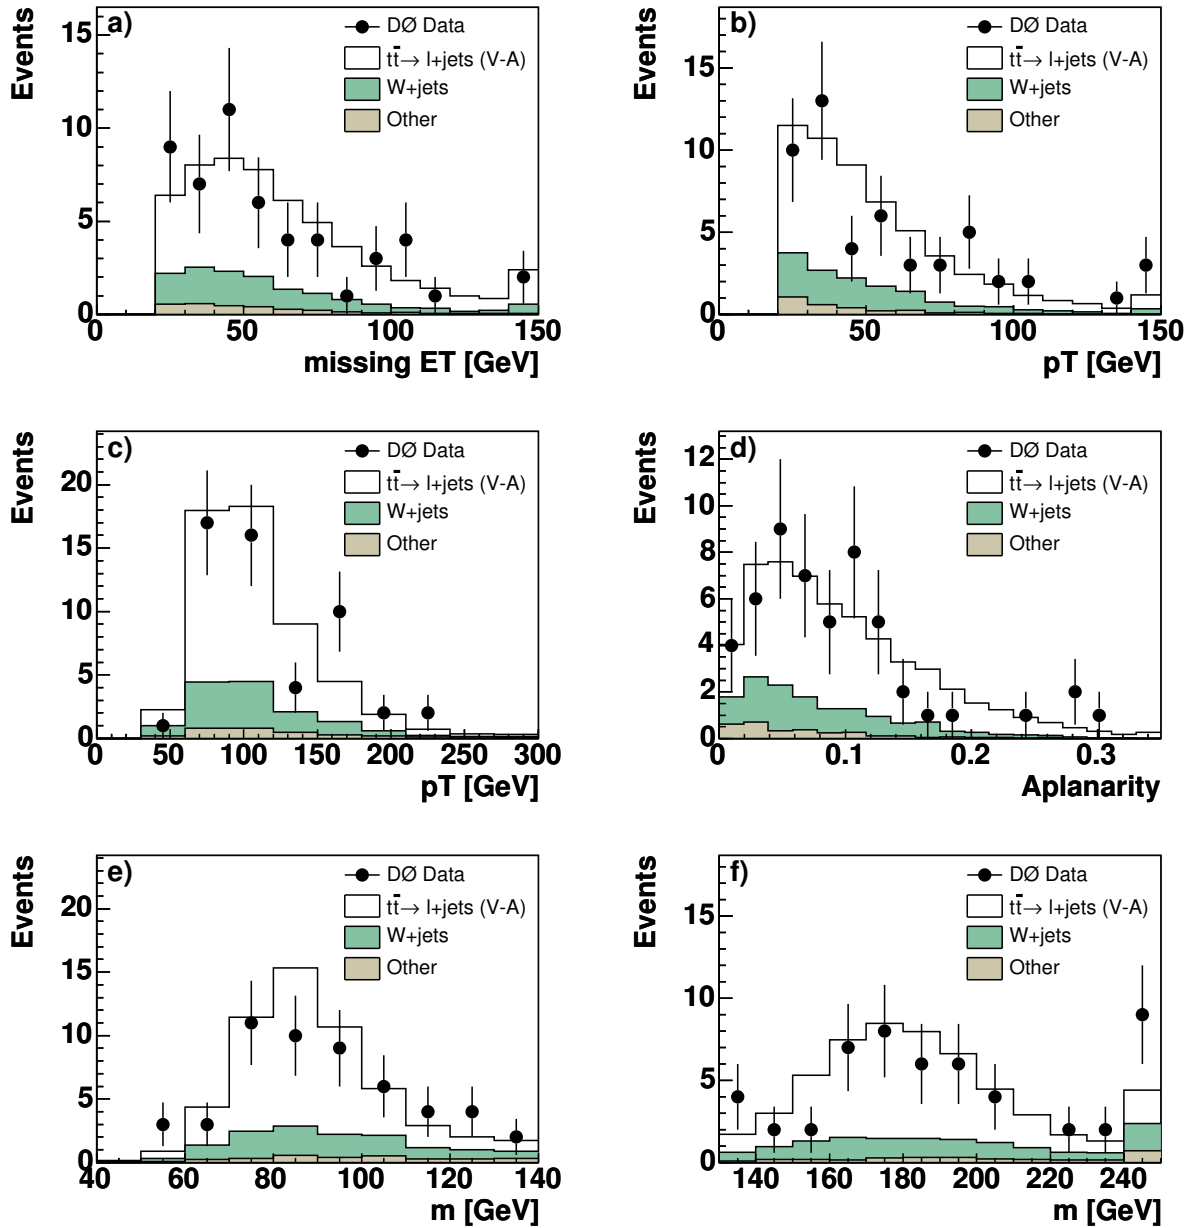 a)
Events
15
10
5
0
DØ Data
tt̄→ l+jets (V-A)
W+jets
Other
0 50 100 150
missing ET [GeV]
b)
Events
15
10
5
0
DØ Data
tt̄→ l+jets (V-A)
W+jets
Other
0 50 100 150
pT [GeV]
c)
Events
20
15
10
5
0
DØ Data
tt̄→ l+jets (V-A)
W+jets
Other
0 50 100 150 200 250 300
pT [GeV]
d)
Events
12
10
8
6
4
2
0
DØ Data
tt̄→ l+jets (V-A)
W+jets
Other
0 0.1 0.2 0.3
Aplanarity
e)
Events
20
15
10
5
0
DØ Data
tt̄→ l+jets (V-A)
W+jets
Other
40 60 80 100 120 140
m [GeV]
f)
Events
15
10
5
0
DØ Data
tt̄→ l+jets (V-A)
W+jets
Other
140 160 180 200 220 240
m [GeV]